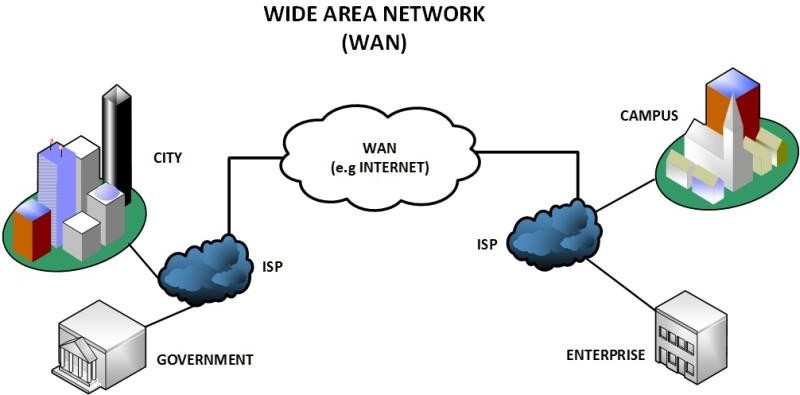 WIDE AREA NETWORK
(WAN)
CAMPUS
CITY
WAN
(e.g INTERNET)
ISP
ISP
GOVERNMENT
ENTERPRISE